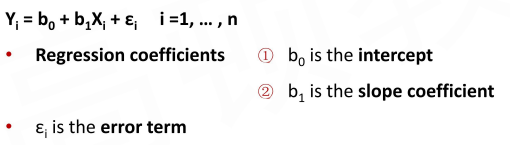 Yᵢ = b₀ + b₁Xᵢ + εᵢ i =1, … , n
• Regression coefficients ① b₀ is the intercept
② b₁ is the slope coefficient
• εᵢ is the error term